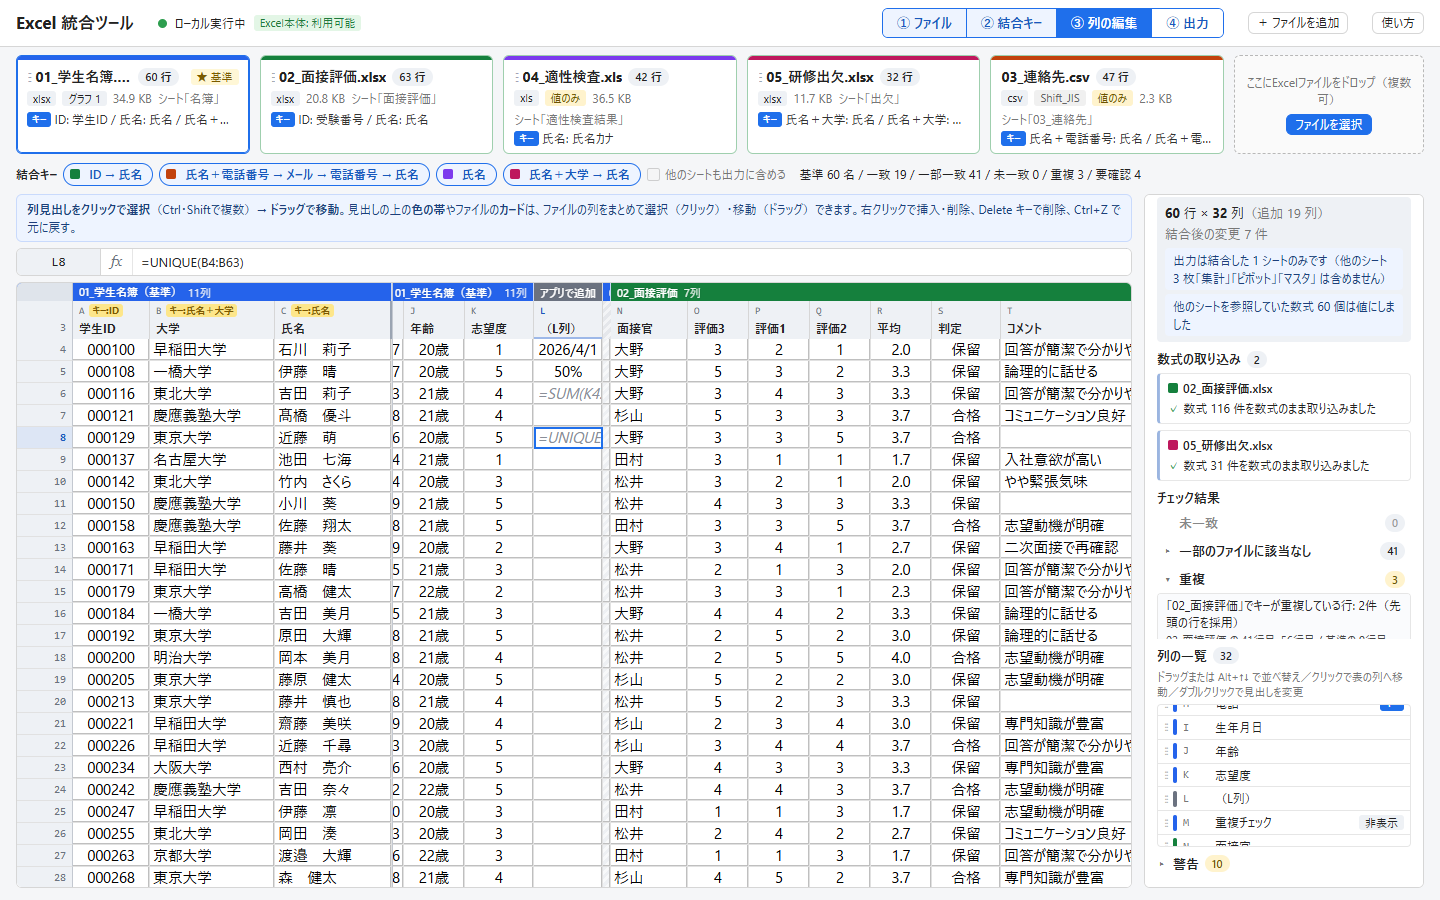 Excel 統合ツール
ローカル実行中
Excel本体: 利用可能
① ファイル
② 結合キー
③ 列の編集
④ 出力
＋ ファイルを追加
使い方
01_学生名簿.... 60 行 ★ 基準
xlsx グラフ 1 34.9 KB シート「名簿」
キー ID: 学生ID / 氏名: 氏名 / 氏名＋...
02_面接評価.xlsx 63 行
xlsx 20.8 KB シート「面接評価」
キー ID: 受験番号 / 氏名: 氏名
04_適性検査.xls 42 行
xls 値のみ 36.5 KB
シート「適性検査結果」
キー 氏名: 氏名カナ
05_研修出欠.xlsx 32 行
xlsx 11.7 KB シート「出欠」
キー 氏名＋大学: 氏名 / 氏名＋大学: ...
03_連絡先.csv 47 行
csv Shift_JIS 値のみ 2.3 KB
シート「03_連絡先」
キー 氏名＋電話番号: 氏名 / 氏名＋電...
ここにExcelファイルをドロップ（複数可）
ファイルを選択
結合キー ID → 氏名 氏名＋電話番号 → メール → 電話番号 → 氏名 氏名 氏名＋大学 → 氏名 他のシートも出力に含める 基準 60 名 / 一致 19 / 一部一致 41 / 未一致 0 / 重複 3 / 要確認 4
列見出しをクリックで選択（Ctrl・Shiftで複数）→ ドラッグで移動。見出しの上の色の帯やファイルのカードは、ファイルの列をまとめて選択（クリック）・移動（ドラッグ）できます。右クリックで挿入・削除、Delete キーで削除、Ctrl+Z で
元に戻す。
L8 fx =UNIQUE(B4:B63)
01_学生名簿（基準） 11列 01_学生名簿（基準） 11列 アプリで追加 02_面接評価 7列
A キー:ID B キー:氏名＋大学 C キー:氏名 J K L N O P Q R S T
3 学生ID 大学 氏名 年齢 志望度 （L列） 面接官 評価3 評価1 評価2 平均 判定 コメント
4 000100 早稲田大学 石川 莉子 7 20歳 1 2026/4/1 大野 3 2 1 2.0 保留 回答が簡潔で分かりや
5 000108 一橋大学 伊藤 晴 7 20歳 5 50% 大野 5 3 2 3.3 保留 論理的に話せる
6 000116 東北大学 吉田 莉子 3 21歳 4 =SUM(K4: 大野 3 4 3 3.3 保留 回答が簡潔で分かりや
7 000121 慶應義塾大学 髙橋 優斗 8 21歳 4 杉山 5 3 3 3.7 合格 コミュニケーション良好
8 000129 東京大学 近藤 萌 6 20歳 5 =UNIQUE 大野 3 3 5 3.7 合格
9 000137 名古屋大学 池田 七海 4 21歳 1 田村 3 1 1 1.7 保留 入社意欲が高い
10 000142 東北大学 竹内 さくら 4 20歳 3 松井 3 2 1 2.0 保留 やや緊張気味
11 000150 慶應義塾大学 小川 葵 9 21歳 5 松井 4 3 3 3.3 保留
12 000158 慶應義塾大学 佐藤 翔太 8 21歳 5 田村 3 3 5 3.7 合格 志望動機が明確
13 000163 早稲田大学 藤井 葵 9 20歳 2 大野 3 4 1 2.7 保留 二次面接で再確認
14 000171 早稲田大学 佐藤 晴 5 21歳 3 松井 2 1 3 2.0 保留 回答が簡潔で分かりや
15 000179 東京大学 高橋 健太 7 22歳 2 松井 3 3 1 2.3 保留 回答が簡潔で分かりや
16 000184 一橋大学 吉田 美月 5 21歳 3 大野 4 4 2 3.3 保留 論理的に話せる
17 000192 東京大学 原田 大輝 8 21歳 5 松井 2 5 2 3.0 保留 論理的に話せる
18 000200 明治大学 岡本 美月 8 21歳 4 松井 2 5 5 4.0 合格 志望動機が明確
19 000205 東京大学 藤原 健太 4 20歳 5 杉山 5 2 2 3.0 保留 志望動機が明確
20 000213 東京大学 藤井 慎也 8 21歳 4 松井 5 2 3 3.3 保留
21 000221 早稲田大学 齋藤 美咲 9 20歳 4 杉山 2 3 4 3.0 保留 専門知識が豊富
22 000226 早稲田大学 近藤 千尋 3 20歳 5 杉山 3 4 4 3.7 合格 回答が簡潔で分かりや
23 000234 大阪大学 西村 亮介 6 20歳 5 大野 4 3 3 3.3 保留 専門知識が豊富
24 000242 慶應義塾大学 吉田 奈々 2 22歳 5 松井 4 4 3 3.7 合格 志望動機が明確
25 000247 早稲田大学 伊藤 凛 0 20歳 3 田村 1 1 3 1.7 保留 志望動機が明確
26 000255 東北大学 岡田 湊 3 20歳 3 松井 2 4 2 2.7 保留 コミュニケーション良好
27 000263 京都大学 渡邉 大輝 6 22歳 3 田村 1 1 3 1.7 保留 回答が簡潔で分かりや
28 000268 東京大学 森 健太 8 21歳 4 杉山 4 5 2 3.7 合格 志望動機が明確
60 行 × 32 列（追加 19 列）
結合後の変更 7 件
出力は結合した 1 シートのみです（他のシート
3 枚「集計」「ピボット」「マスタ」は含めません）
他のシートを参照していた数式 60 個は値にしま
した
数式の取り込み 2
02_面接評価.xlsx
✓ 数式 116 件を数式のまま取り込みました
05_研修出欠.xlsx
✓ 数式 31 件を数式のまま取り込みました
チェック結果
未一致 0
一部のファイルに該当なし 41
重複 3
「02_面接評価」でキーが重複している行: 2件（先
頭の行を採用）
列の一覧 32
ドラッグまたは Alt+↑↓ で並べ替え／クリックで表の列へ移
動／ダブルクリックで見出しを変更
I 生年月日
J 年齢
K 志望度
L （L列）
M 重複チェック 非表示
警告 10